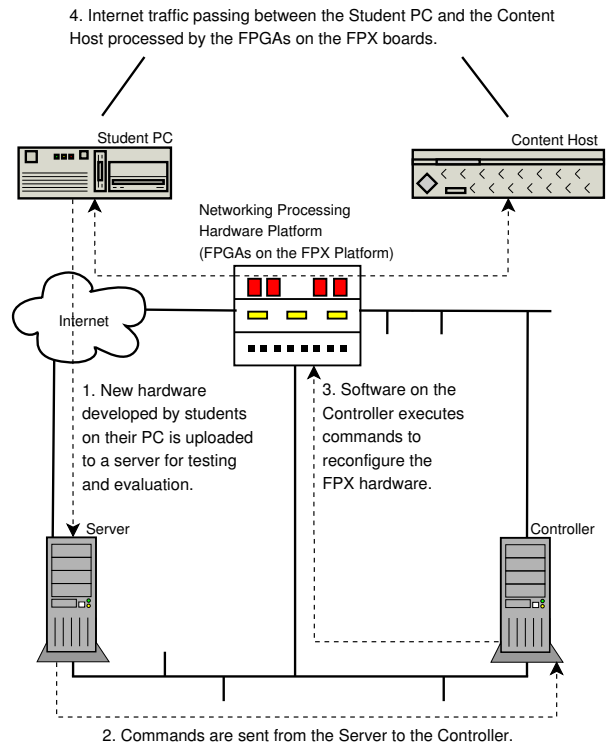 4. Internet traffic passing between the Student PC and the Content
Host processed by the FPGAs on the FPX boards.
Student PC
Content Host
Networking Processing
Hardware Platform
(FPGAs on the FPX Platform)
Internet
1. New hardware
developed by students
on their PC is uploaded
to a server for testing
and evaluation.
3. Software on the
Controller executes
commands to
reconfigure the
FPX hardware.
Server
Controller
2. Commands are sent from the Server to the Controller.